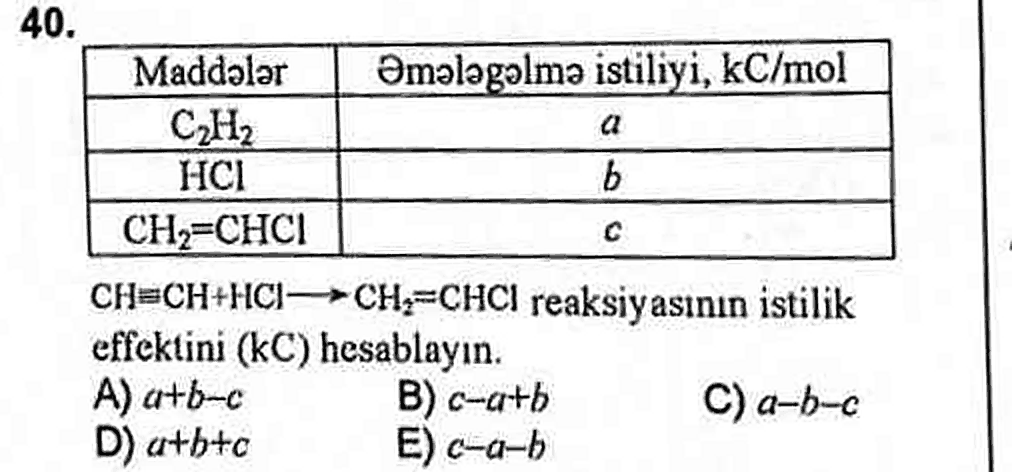 40.
Maddələr Əmələgəlmə istiliyi, kC/mol
C₂H₂ a
HCl b
CH₂=CHCl c
CH≡CH+HCl⟶CH₂=CHCl reaksiyasının istilik
effektini (kC) hesablayın.
A) a+b–c B) c–a+b C) a–b–c
D) a+b+c E) c–a–b